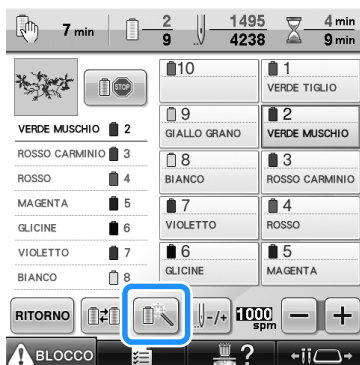 7 min 2 9 1495 4238 4 min 9 min
STOP
VERDE MUSCHIO 2
ROSSO CARMINIO 3
ROSSO 4
MAGENTA 5
GLICINE 6
VIOLETTO 7
BIANCO 8
10
1
VERDE TIGLIO
9
GIALLO GRANO
2
VERDE MUSCHIO
8
BIANCO
3
ROSSO CARMINIO
7
VIOLETTO
4
ROSSO
6
GLICINE
5
MAGENTA
RITORNO -/+ 1000 spm - +
BLOCCO ?